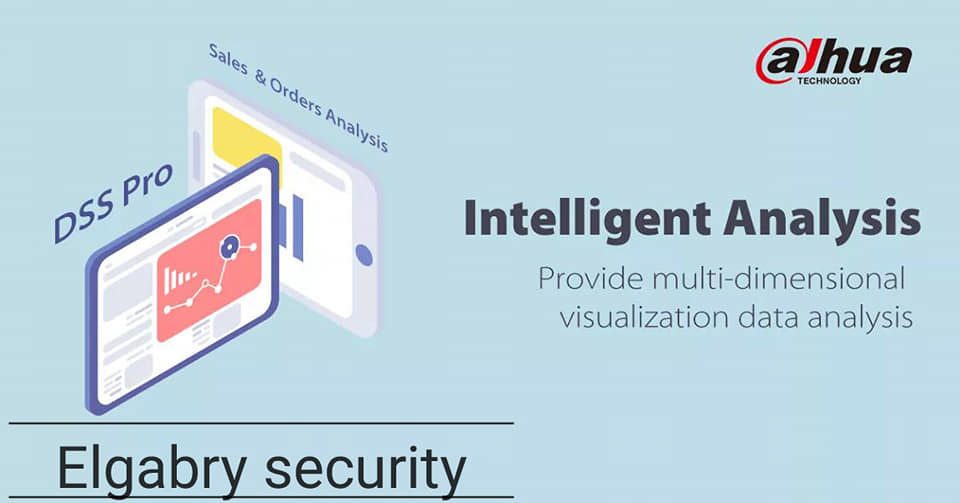 Sales & Orders Analysis
DSS Pro
alhua
TECHNOLOGY
Intelligent Analysis
Provide multi-dimensional
visualization data analysis
Elgabry security